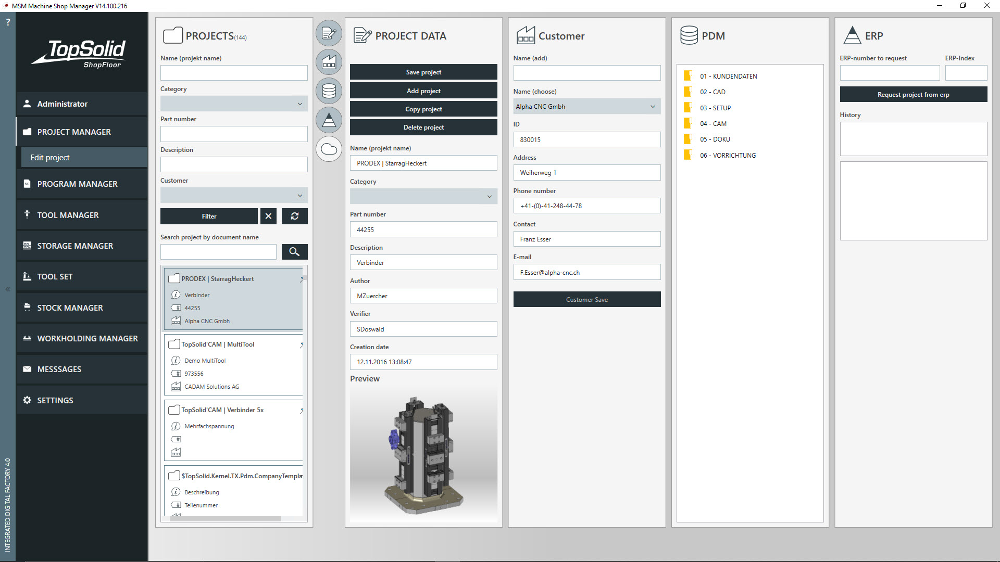 MSM Machine Shop Manager V14.100.216
?
TopSolid
ShopFloor
Administrator
PROJECT MANAGER
Edit project
NC
PROGRAM MANAGER
TOOL MANAGER
STORAGE MANAGER
TOOL SET
STOCK MANAGER
WORKHOLDING MANAGER
MESSSAGES
SETTINGS
INTEGRATED DIGITAL FACTORY 4.0
PROJECTS(144)
Name (projekt name)
Category
Part number
Description
Customer
Filter
Search project by document name
PRODEX | StarragHeckert
Verbinder
# 44255
Alpha CNC Gmbh
TopSolid'CAM | MultiTool
Demo MultiTool
# 973556
CADAM Solutions AG
TopSolid'CAM | Verbinder 5x
Mehrfachspannung
#
$TopSolid.Kernel.TX.Pdm.CompanyTempla
Beschreibung
# Teilenummer
PROJECT DATA
Save project
Add project
Copy project
Delete project
Name (projekt name)
PRODEX | StarragHeckert
Category
Part number
44255
Description
Verbinder
Author
MZuercher
Verifier
SDoswald
Creation date
12.11.2016 13:08:47
Preview
Customer
Name (add)
Name (choose)
Alpha CNC Gmbh
ID
830015
Address
Weiherweg 1
Phone number
+41-(0)-41-248-44-78
Contact
Franz Esser
E-mail
F.Esser@alpha-cnc.ch
Customer Save
PDM
01 - KUNDENDATEN
02 - CAD
03 - SETUP
04 - CAM
05 - DOKU
06 - VORRICHTUNG
ERP
ERP-number to request
ERP-Index
Request project from erp
History